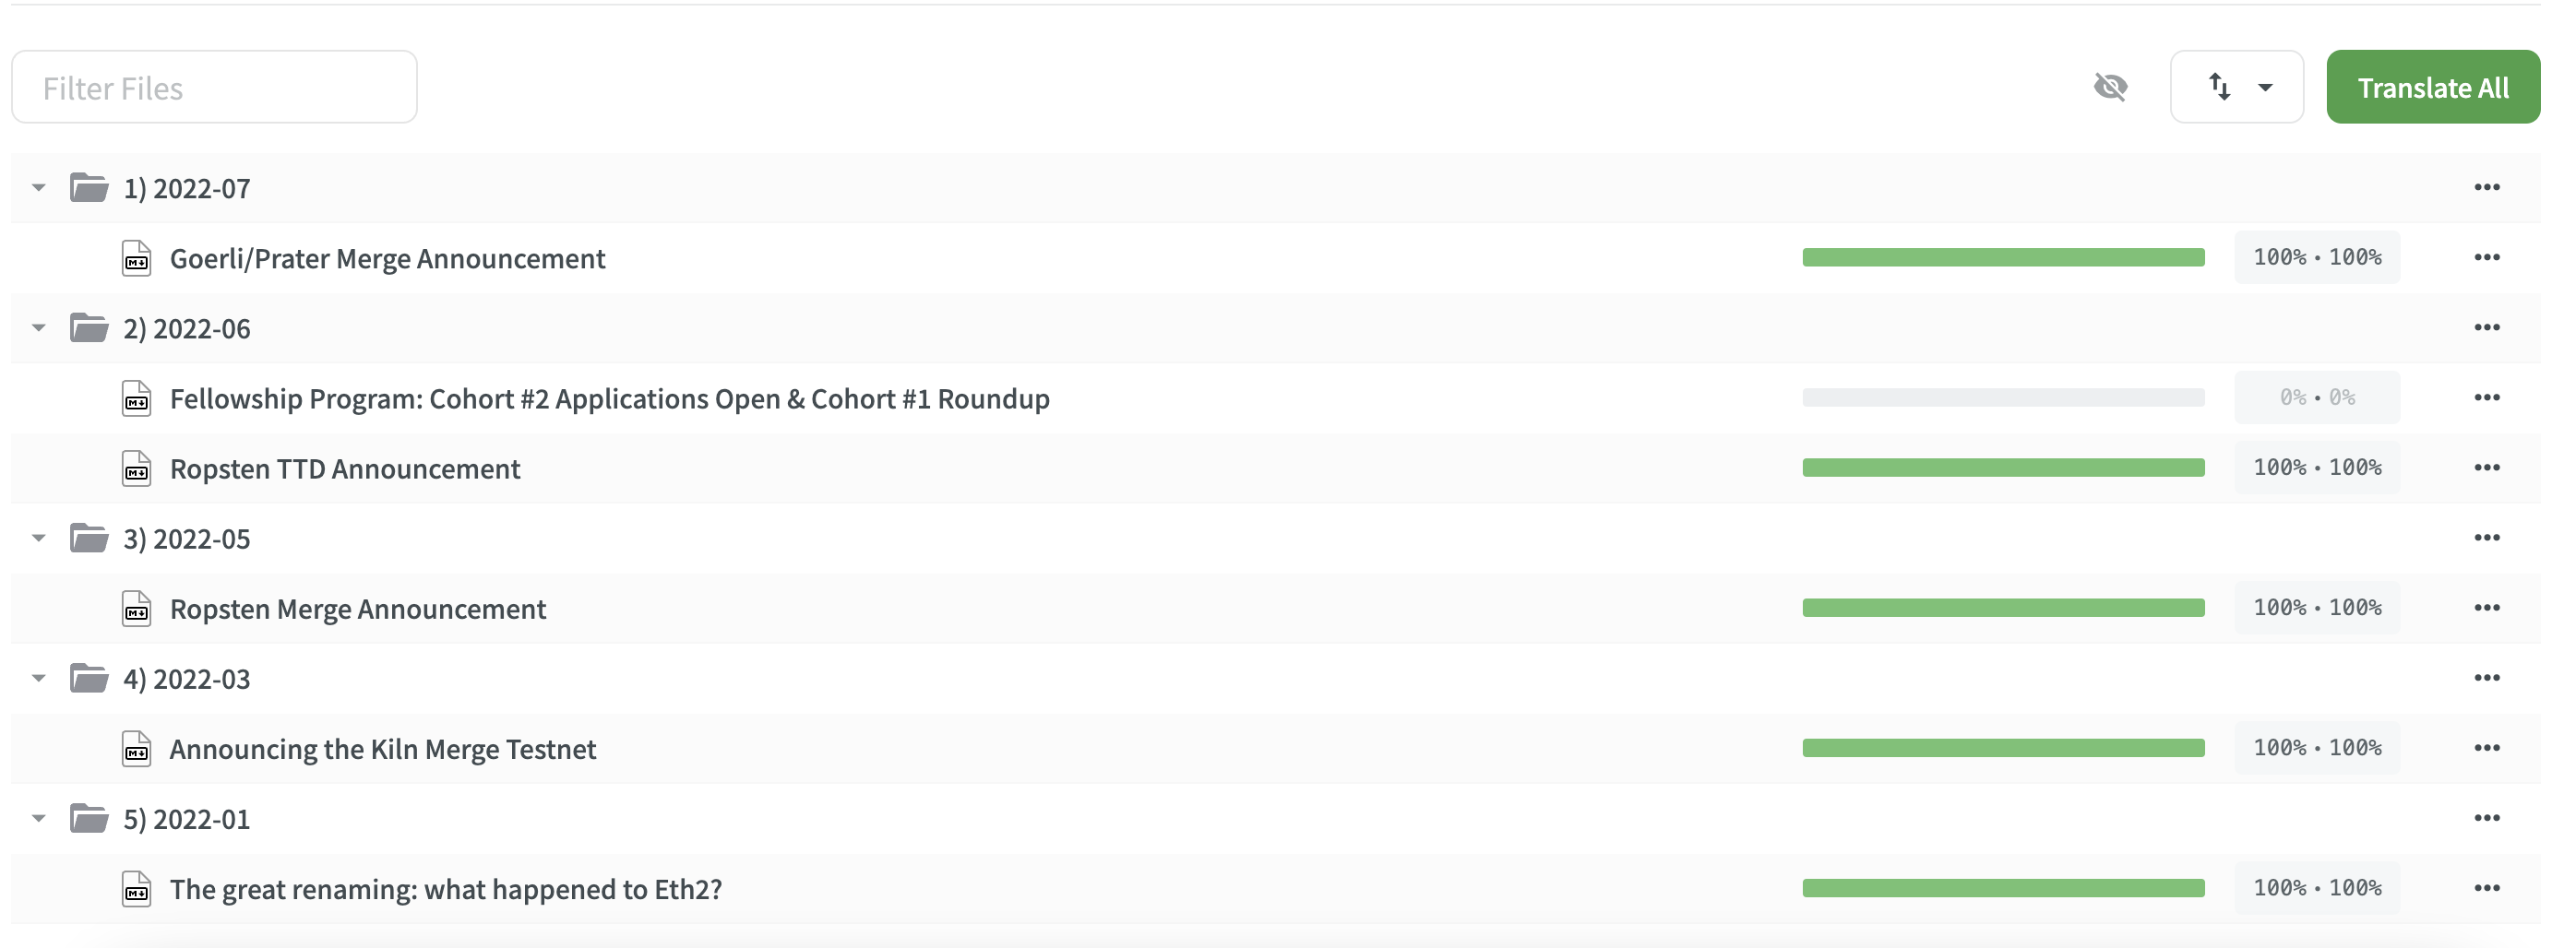 Filter Files
Translate All
1) 2022-07
Goerli/Prater Merge Announcement 100% • 100%
2) 2022-06
Fellowship Program: Cohort #2 Applications Open & Cohort #1 Roundup 0% • 0%
Ropsten TTD Announcement 100% • 100%
3) 2022-05
Ropsten Merge Announcement 100% • 100%
4) 2022-03
Announcing the Kiln Merge Testnet 100% • 100%
5) 2022-01
The great renaming: what happened to Eth2? 100% • 100%